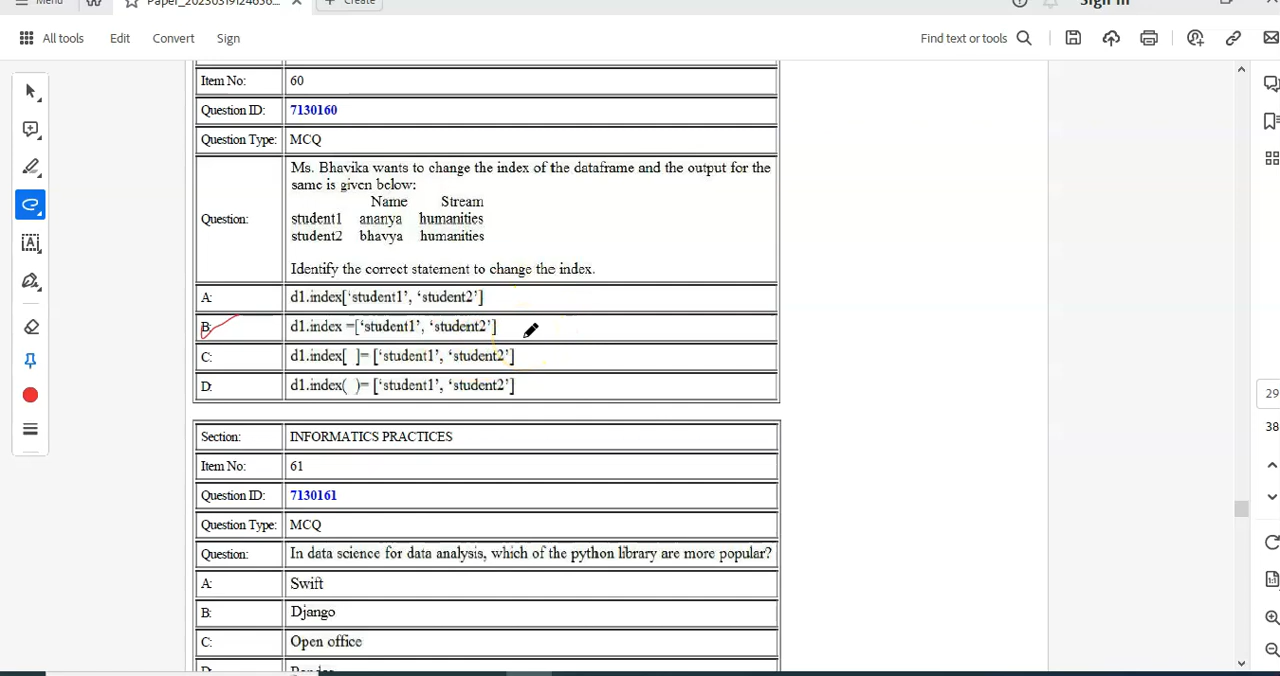 Menu
Paper_20230319124636...
Create
Sign in
All tools
Edit
Convert
Sign
Find text or tools
Item No:
60
Question ID:
7130160
Question Type:
MCQ
Question:
Ms. Bhavika wants to change the index of the dataframe and the output for the
same is given below:
Name Stream
student1 ananya humanities
student2 bhavya humanities
Identify the correct statement to change the index.
A:
d1.index[‘student1’, ‘student2’]
B:
d1.index =[‘student1’, ‘student2’]
C:
d1.index[ ]= [‘student1’, ‘student2’]
D:
d1.index( )= [‘student1’, ‘student2’]
Section:
INFORMATICS PRACTICES
Item No:
61
Question ID:
7130161
Question Type:
MCQ
Question:
In data science for data analysis, which of the python library are more popular?
A:
Swift
B:
Django
C:
Open office
D:
29
38
1:1